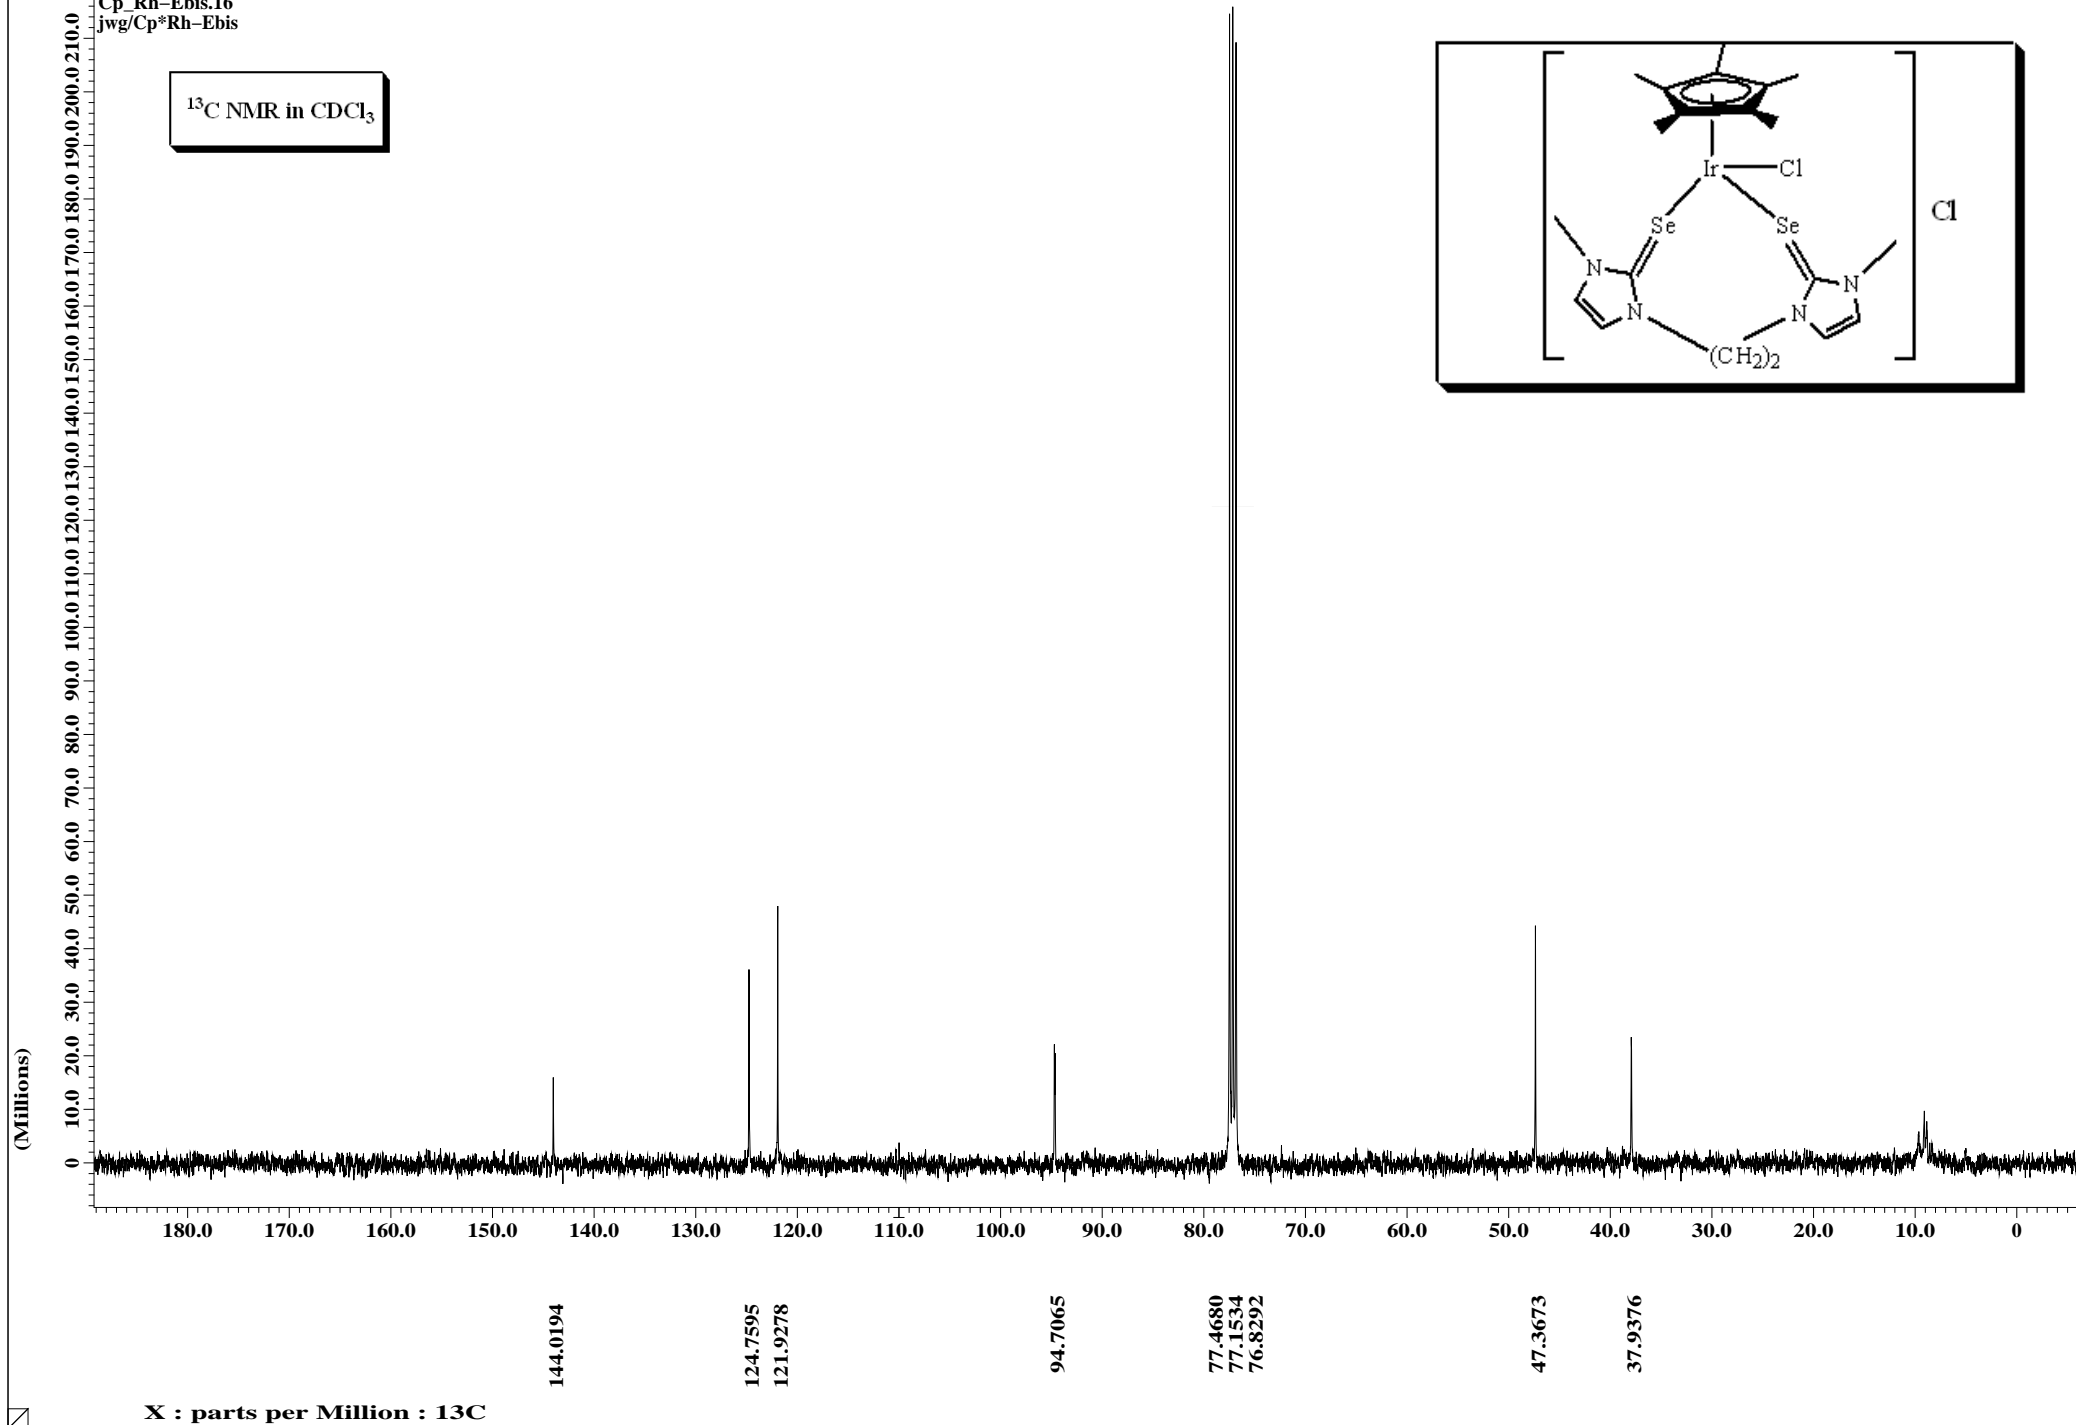 Cp_Rh−Ebis.16
jwg/Cp*Rh−Ebis
¹³C NMR in CDCl₃
Ir Cl
Se Se
Cl
N N
N N
(CH₂)₂
(Millions)
210.0
200.0
190.0
180.0
170.0
160.0
150.0
140.0
130.0
120.0
110.0
100.0
90.0
80.0
70.0
60.0
50.0
40.0
30.0
20.0
10.0
0
180.0 170.0 160.0 150.0 140.0 130.0 120.0 110.0 100.0 90.0 80.0 70.0 60.0 50.0 40.0 30.0 20.0 10.0 0
144.0194
124.7595
121.9278
94.7065
77.4680
77.1534
76.8292
47.3673
37.9376
X : parts per Million : 13C